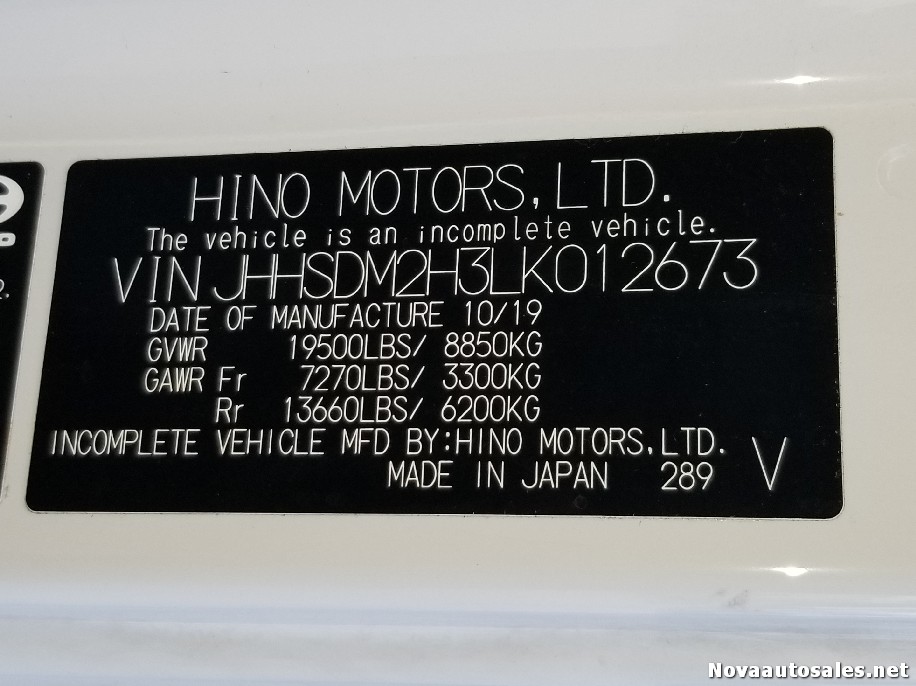 HINO MOTORS,LTD.
The vehicle is an incomplete vehicle.
VIN JHHSDM2H3LK012673
DATE OF MANUFACTURE 10/19
GVWR 19500LBS/ 8850KG
GAWR Fr 7270LBS/ 3300KG
Rr 13660LBS/ 6200KG
INCOMPLETE VEHICLE MFD BY:HINO MOTORS,LTD.
MADE IN JAPAN 289 V
Novaautosales.net